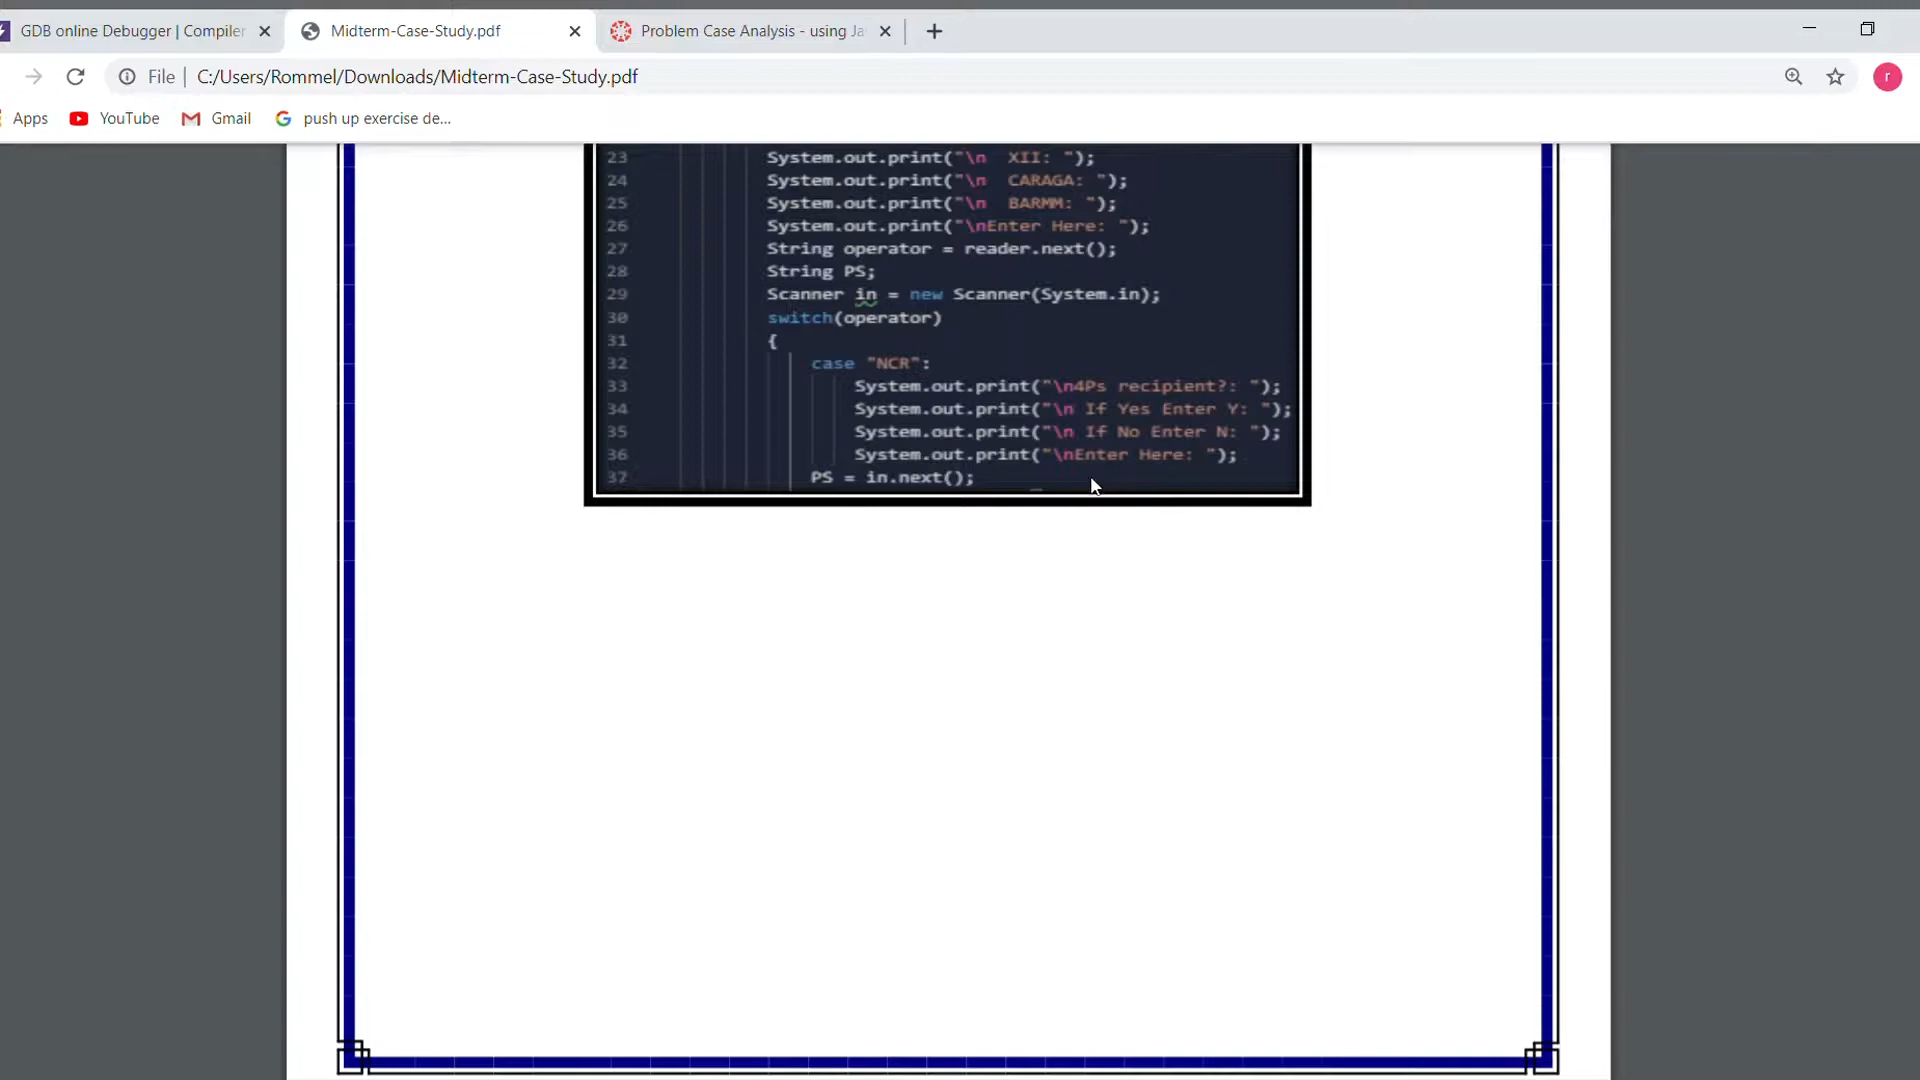 GDB online Debugger | Compiler
Midterm-Case-Study.pdf
Problem Case Analysis - using Ja
File
C:/Users/Rommel/Downloads/Midterm-Case-Study.pdf
r
Apps
YouTube
Gmail
push up exercise de...
23 System.out.print("\n XII: ");
24 System.out.print("\n CARAGA: ");
25 System.out.print("\n BARMM: ");
26 System.out.print("\nEnter Here: ");
27 String operator = reader.next();
28 String PS;
29 Scanner in = new Scanner(System.in);
30 switch(operator)
31 {
32 case "NCR":
33 System.out.print("\n4Ps recipient?: ");
34 System.out.print("\n If Yes Enter Y: ");
35 System.out.print("\n If No Enter N: ");
36 System.out.print("\nEnter Here: ");
37 PS = in.next();